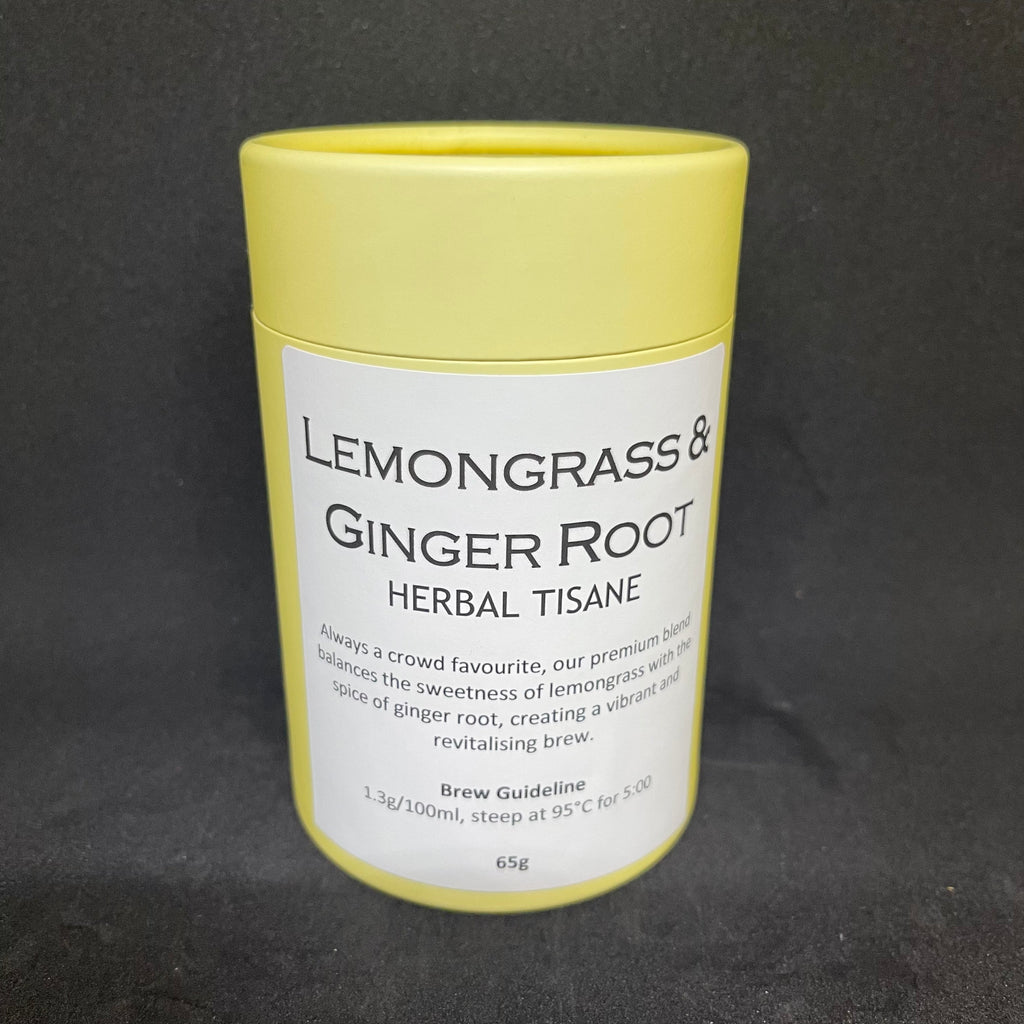 Lemongrass &
Ginger Root
HERBAL TISANE
Always a crowd favourite, our premium blend
balances the sweetness of lemongrass with the
spice of ginger root, creating a vibrant and
revitalising brew.
Brew Guideline
1.3g/100ml, steep at 95°C for 5:00
65g